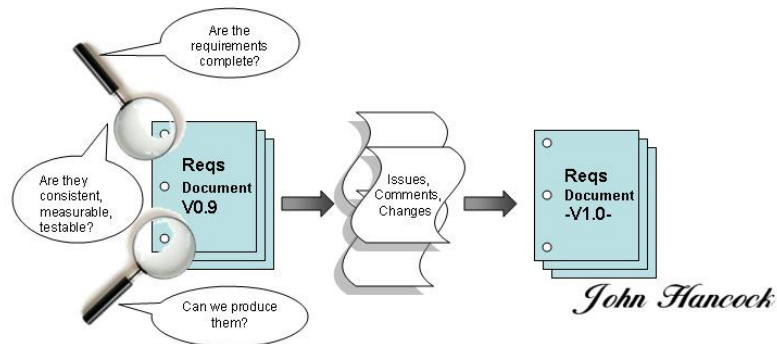 Are the
requirements
complete?
Reqs
Document
V0.9
Are they
consistent,
measurable,
testable?
Can we produce
them?
Issues,
Comments,
Changes
Reqs
Document
-V1.0-
John Hancock